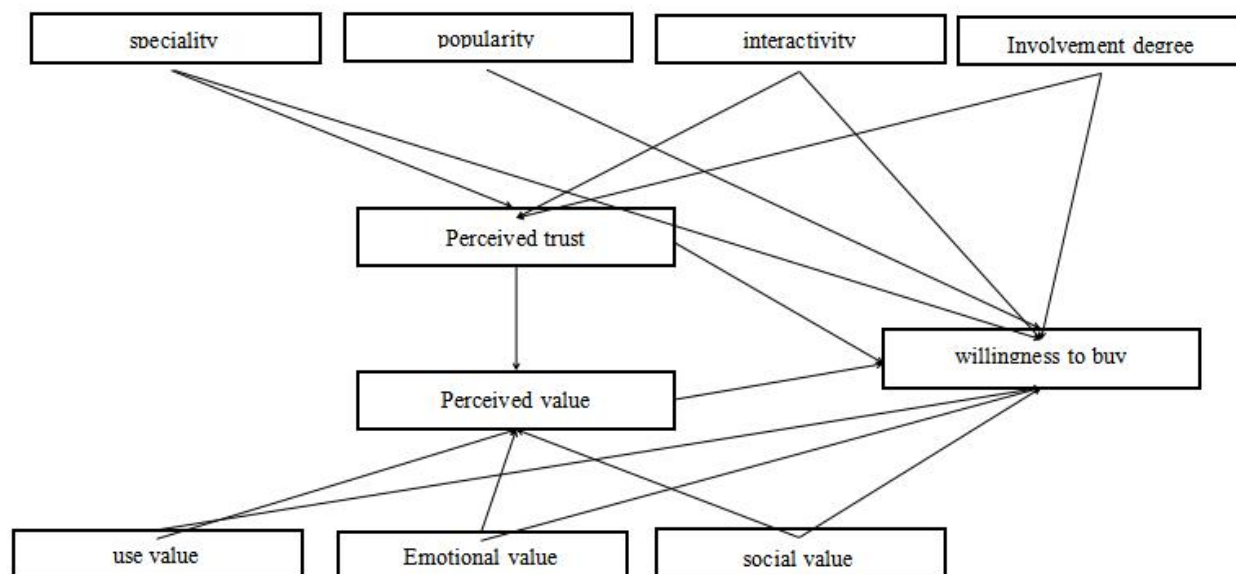 speciality
popularity
interactivity
Involvement degree
Perceived trust
willingness to buy
Perceived value
use value
Emotional value
social value